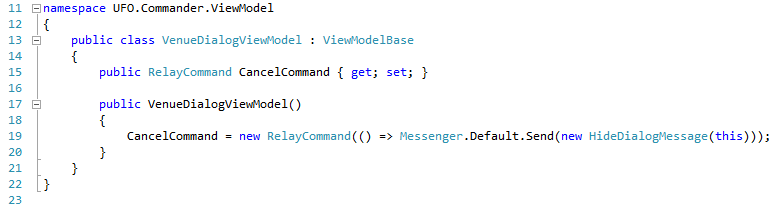 11 namespace UFO.Commander.ViewModel
12 {
13     public class VenueDialogViewModel : ViewModelBase
14     {
15         public RelayCommand CancelCommand { get; set; }
16
17         public VenueDialogViewModel()
18         {
19             CancelCommand = new RelayCommand(() => Messenger.Default.Send(new HideDialogMessage(this)));
20         }
21     }
22 }
23